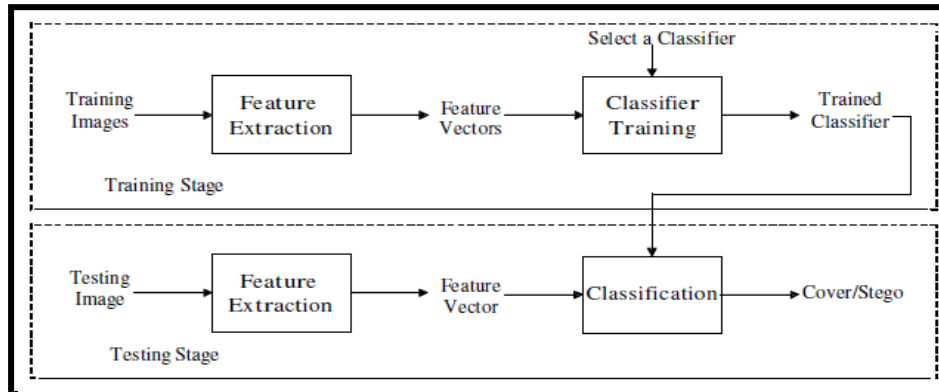 Select a Classifier
Training
Images
Feature
Extraction
Feature
Vectors
Classifier
Training
Trained
Classifier
Training Stage
Testing
Image
Feature
Extraction
Feature
Vector
Classification
Cover/Stego
Testing Stage